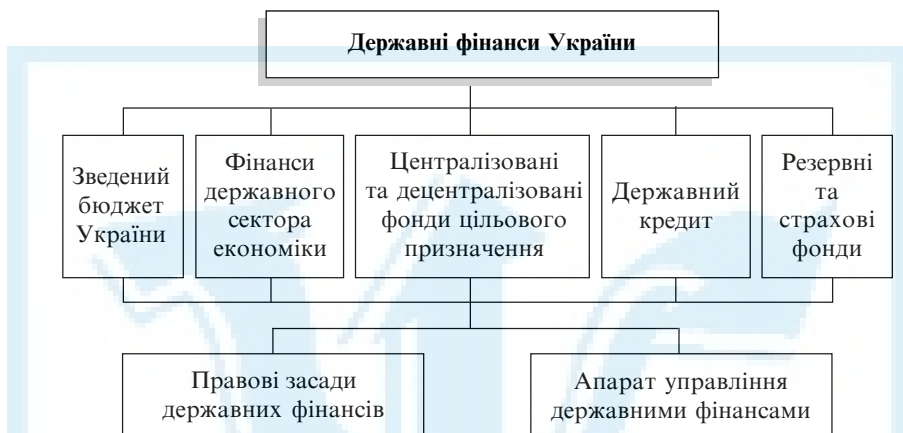 Державні фінанси України
Зведений
бюджет
України
Фінанси
державного
сектора
економіки
Централізовані
та децентралізовані
фонди цільового
призначення
Державний
кредит
Резервні
та
страхові
фонди
Правові засади
державних фінансів
Апарат управління
державними фінансами